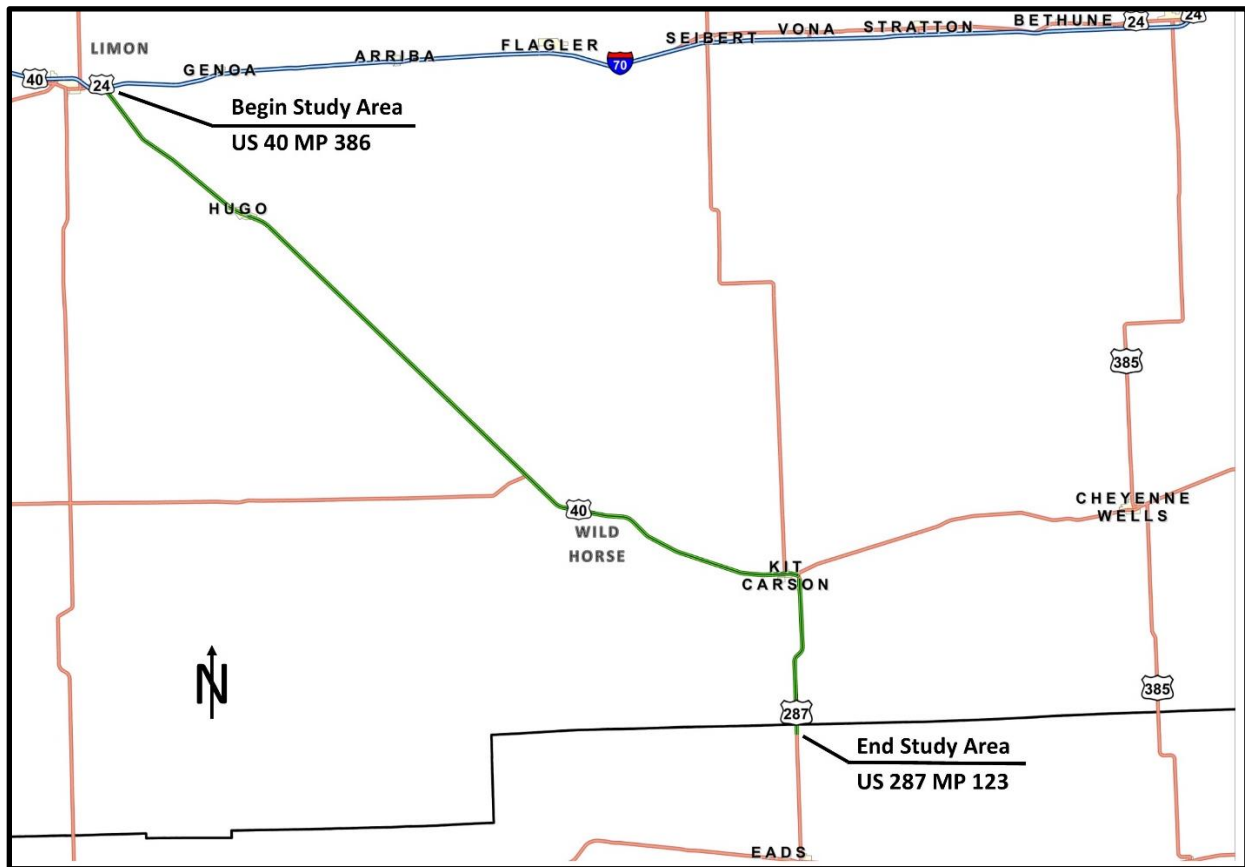 LIMON
GENOA
ARRIBA
FLAGLER
SEIBERT
VONA
STRATTON
BETHUNE
24
24
40
24
70
Begin Study Area
US 40 MP 386
HUGO
385
40
WILD
HORSE
CHEYENNE
WELLS
KIT
CARSON
N
385
287
End Study Area
US 287 MP 123
EADS